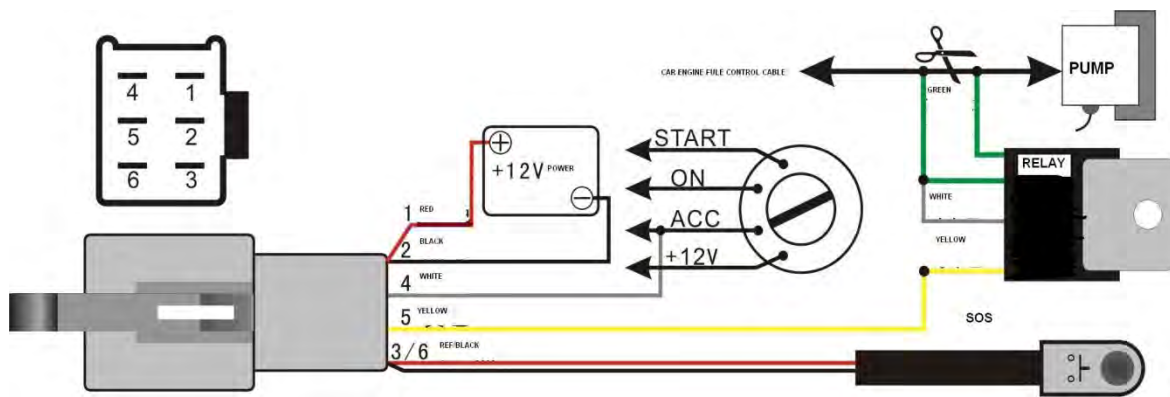 4 1
5 2
6 3
+12V POWER
START
ON
ACC
+12V
CAR ENGINE FULE CONTROL CABLE
GREEN
PUMP
RELAY
WHITE
YELLOW
1 RED
2 BLACK
4 WHITE
5 YELLOW
3/6 REF/BLACK
SOS